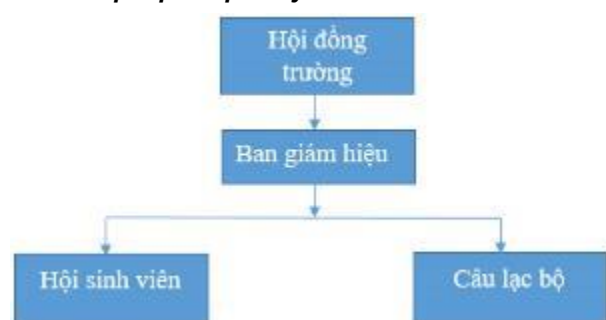 Hội đồng
trường
Ban giám hiệu
Hội sinh viên
Câu lạc bộ